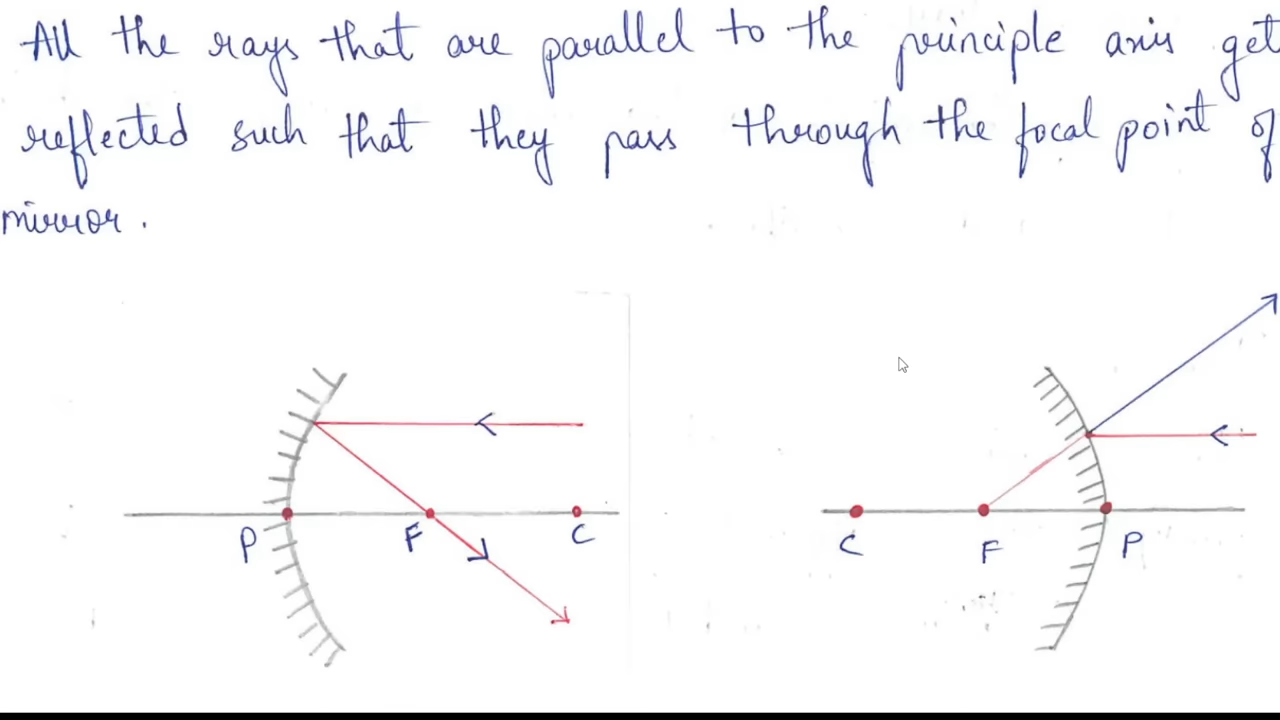 All the rays that are parallel to the principle axis get
reflected such that they pass through the focal point of
mirror.
P F C
C F P